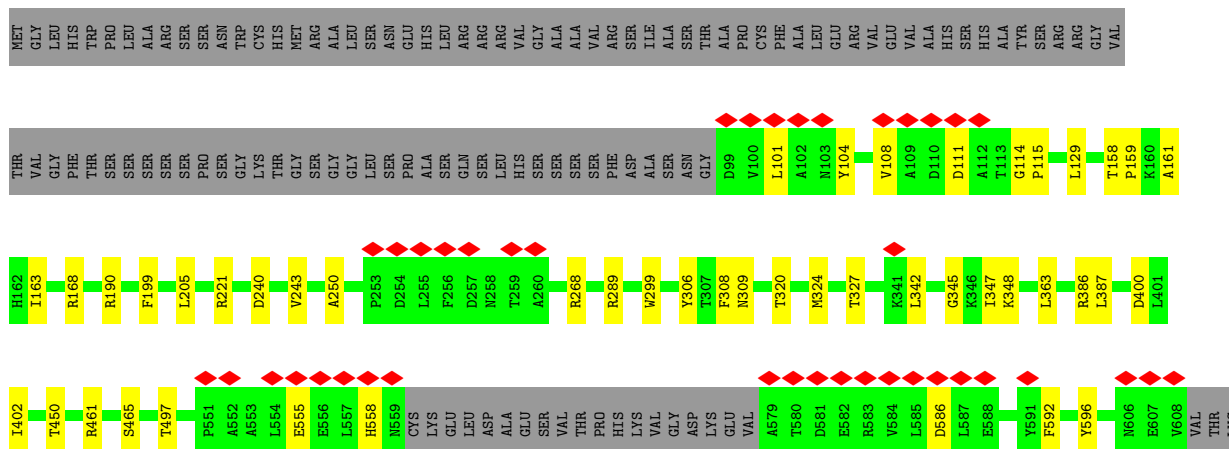 MET GLY LEU HIS TRP PRO LEU ALA ARG SER SER ASN TRP CYS HIS MET ARG ALA LEU SER ASN GLU HIS LEU ARG ARG ARG VAL GLY ALA ALA VAL ARG SER ILE ALA SER THR ALA PRO CYS PHE ALA LEU GLU ARG VAL GLU VAL ALA HIS SER HIS ALA TYR SER ARG ARG GLY VAL
THR VAL GLY PHE THR SER SER SER SER SER LEU PRO SER GLY LYS THR GLY SER GLY GLY LEU SER PRO ALA SER GLN SER LEU HIS SER SER SER SER PHE ASP ALA SER ASN GLY D99 V100 L101 A102 N103 Y104 V108 A109 D110 D111 A112 T113 G114 P115 L129 T158 P159 K160 A161
H162 I163 R168 R190 F199 L205 R221 D240 V243 A250 P253 D254 L255 F256 D257 N258 T259 A260 R268 R289 W299 Y306 T307 F308 N309 T320 M324 T327 K341 L342 G345 K346 I347 K348 L363 R386 L387 D400 L401
I402 T450 R461 S465 T497 P551 A552 A553 L554 E555 E556 L557 H558 N559 CYS LYS GLU LEU ASP ALA GLU SER VAL THR PRO HIS LYS VAL GLY ASP LYS GLU VAL A579 T580 D581 E582 R583 V584 L585 D586 L587 E588 Y591 F592 Y596 N606 E607 V608 VAL THR